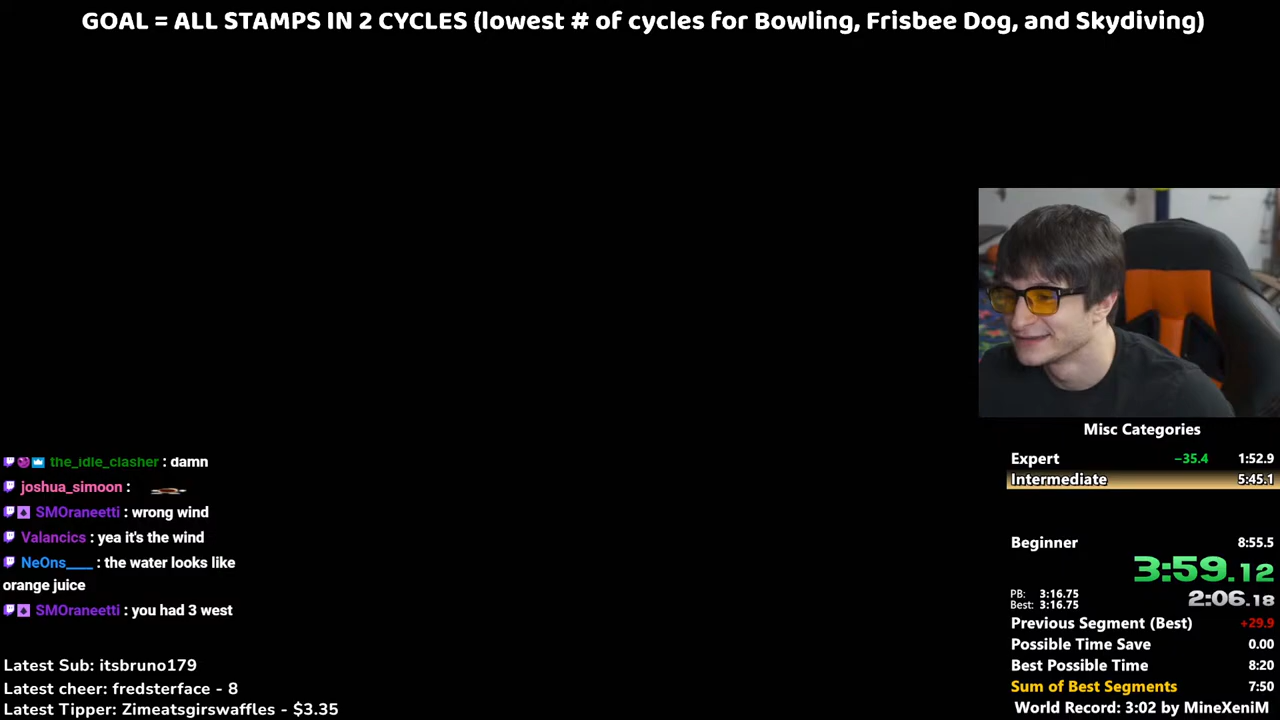 GOAL = ALL STAMPS IN 2 CYCLES (lowest # of cycles for Bowling, Frisbee Dog, and Skydiving)
the_idle_clasher : damn
joshua_simoon :
SMOraneetti : wrong wind
Valancics : yea it's the wind
NeOns____ : the water looks like
orange juice
SMOraneetti : you had 3 west
Latest Sub: itsbruno179
Latest cheer: fredsterface - 8
Latest Tipper: Zimeatsgirswaffles - $3.35
Misc Categories
Expert −35.4 1:52.9
Intermediate 5:45.1
Beginner 8:55.5
3:59.12
PB: 3:16.75
Best: 3:16.75
2:06.18
Previous Segment (Best) +29.9
Possible Time Save 0.00
Best Possible Time 8:20
Sum of Best Segments 7:50
World Record: 3:02 by MineXeniM